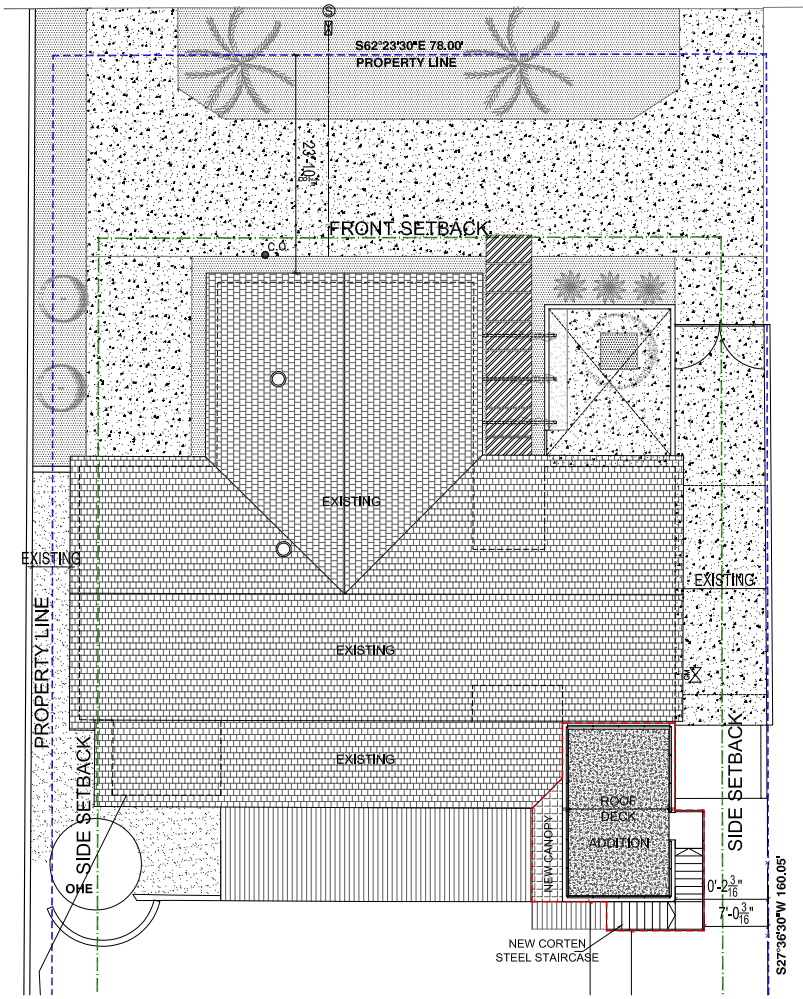 S
S62°23'30"E 78.00'
PROPERTY LINE
FRONT SETBACK
C.O.
EXISTING
EXISTING
EXISTING
PROPERTY LINE
EXISTING
EXISTING
SIDE SETBACK
SIDE SETBACK
ROOF
DECK
ADDITION
NEW CANOPY
OHE
0'-2 3/16"
7'-0 3/16"
S27°36'30"W 160.05'
NEW CORTEN
STEEL STAIRCASE